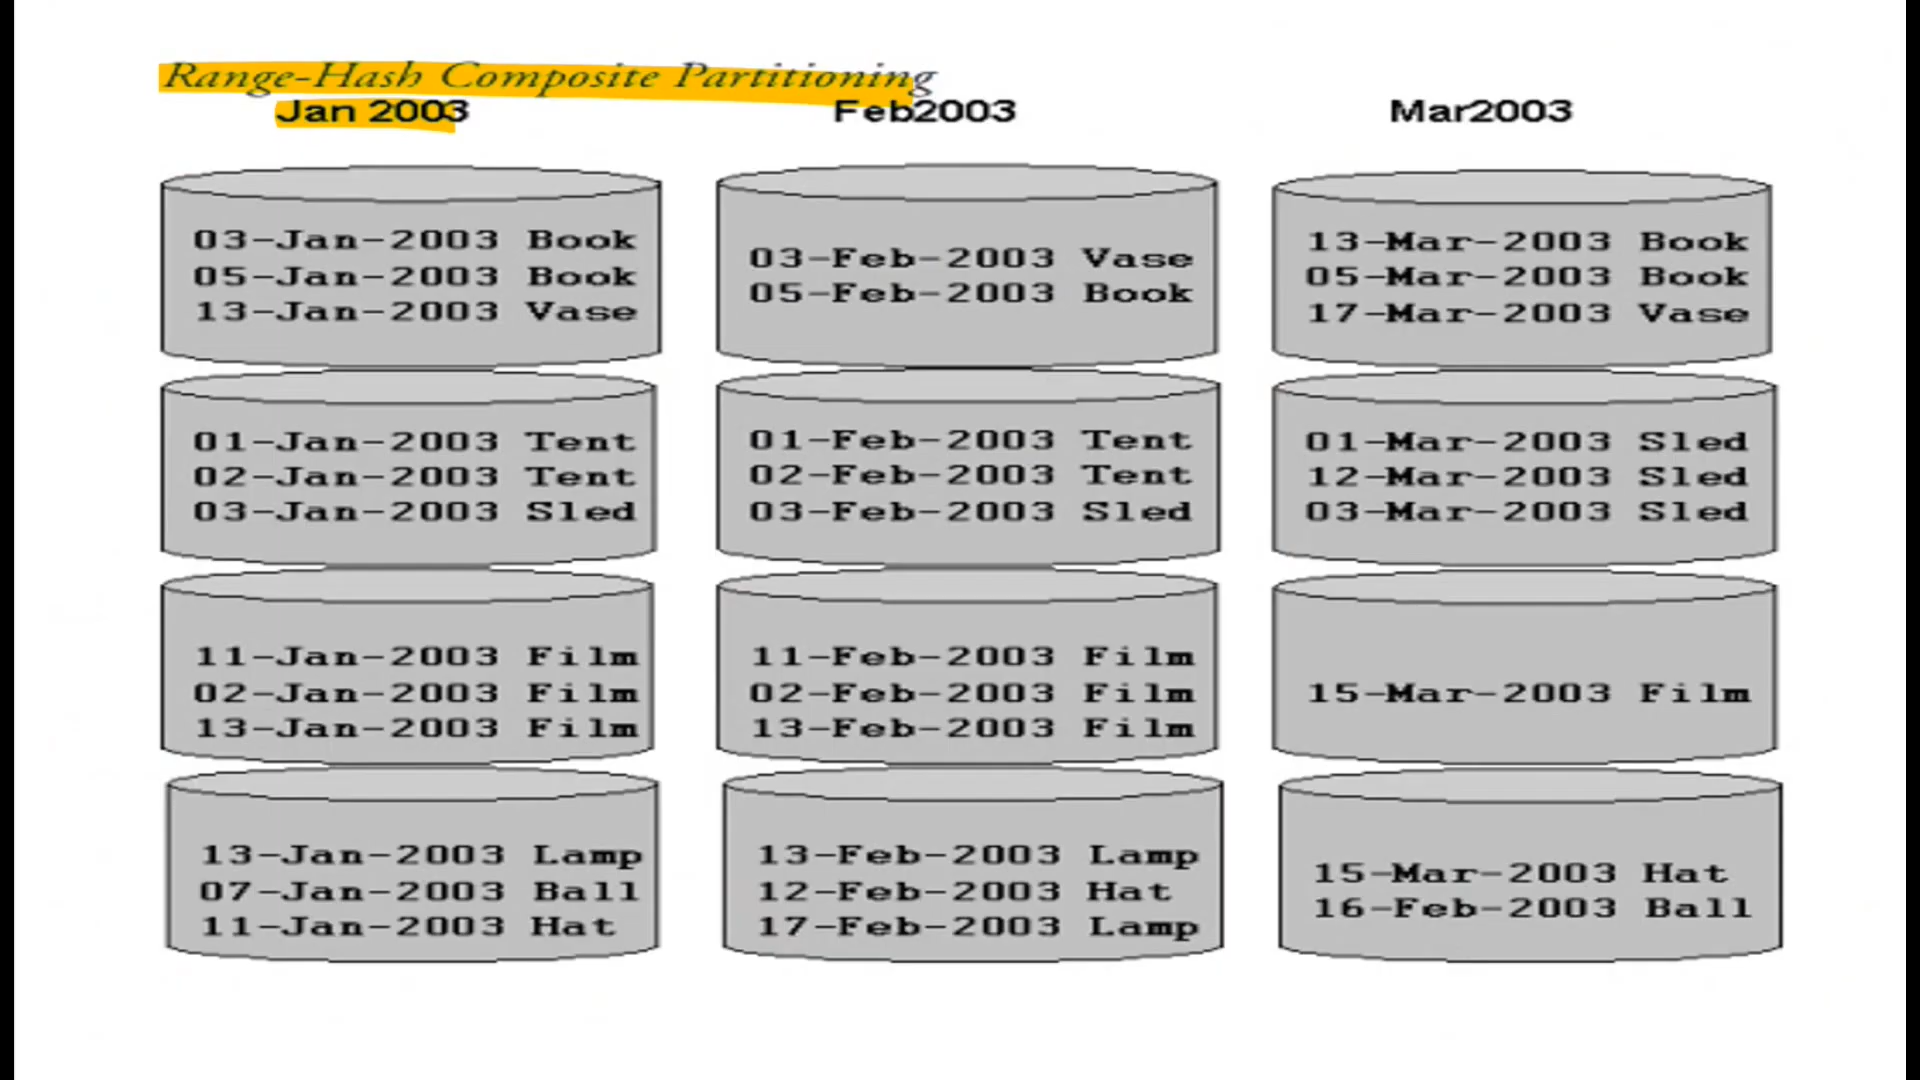 Range-Hash Composite Partitioning
Jan 2003
Feb2003
Mar2003
03-Jan-2003 Book
05-Jan-2003 Book
13-Jan-2003 Vase
03-Feb-2003 Vase
05-Feb-2003 Book
13-Mar-2003 Book
05-Mar-2003 Book
17-Mar-2003 Vase
01-Jan-2003 Tent
02-Jan-2003 Tent
03-Jan-2003 Sled
01-Feb-2003 Tent
02-Feb-2003 Tent
03-Feb-2003 Sled
01-Mar-2003 Sled
12-Mar-2003 Sled
03-Mar-2003 Sled
11-Jan-2003 Film
02-Jan-2003 Film
13-Jan-2003 Film
11-Feb-2003 Film
02-Feb-2003 Film
13-Feb-2003 Film
15-Mar-2003 Film
13-Jan-2003 Lamp
07-Jan-2003 Ball
11-Jan-2003 Hat
13-Feb-2003 Lamp
12-Feb-2003 Hat
17-Feb-2003 Lamp
15-Mar-2003 Hat
16-Feb-2003 Ball